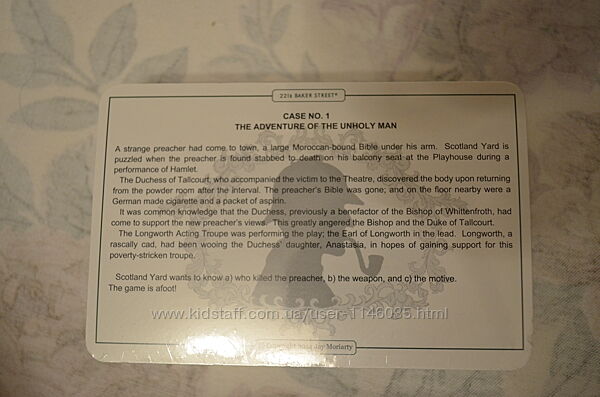 221b BAKER STREET®
CASE NO. 1
THE ADVENTURE OF THE UNHOLY MAN
A strange preacher had come to town, a large Moroccan-bound Bible under his arm. Scotland Yard is
puzzled when the preacher is found stabbed to death on his balcony seat at the Playhouse during a
performance of Hamlet.
The Duchess of Tallcourt, who accompanied the victim to the Theatre, discovered the body upon returning
from the powder room after the interval. The preacher's Bible was gone; and on the floor nearby were a
German made cigarette and a packet of aspirin.
It was common knowledge that the Duchess, previously a benefactor of the Bishop of Whittenfroth, had
come to support the new preacher's views. This greatly angered the Bishop and the Duke of Tallcourt.
The Longworth Acting Troupe was performing the play; the Earl of Longworth in the lead. Longworth, a
rascally cad, had been wooing the Duchess' daughter, Anastasia, in hopes of gaining support for this
poverty-stricken troupe.
Scotland Yard wants to know a) who killed the preacher, b) the weapon, and c) the motive.
The game is afoot!
www.kidstaff.com.ua/user-1146035.html
Copyright 2014 Jay Moriarty